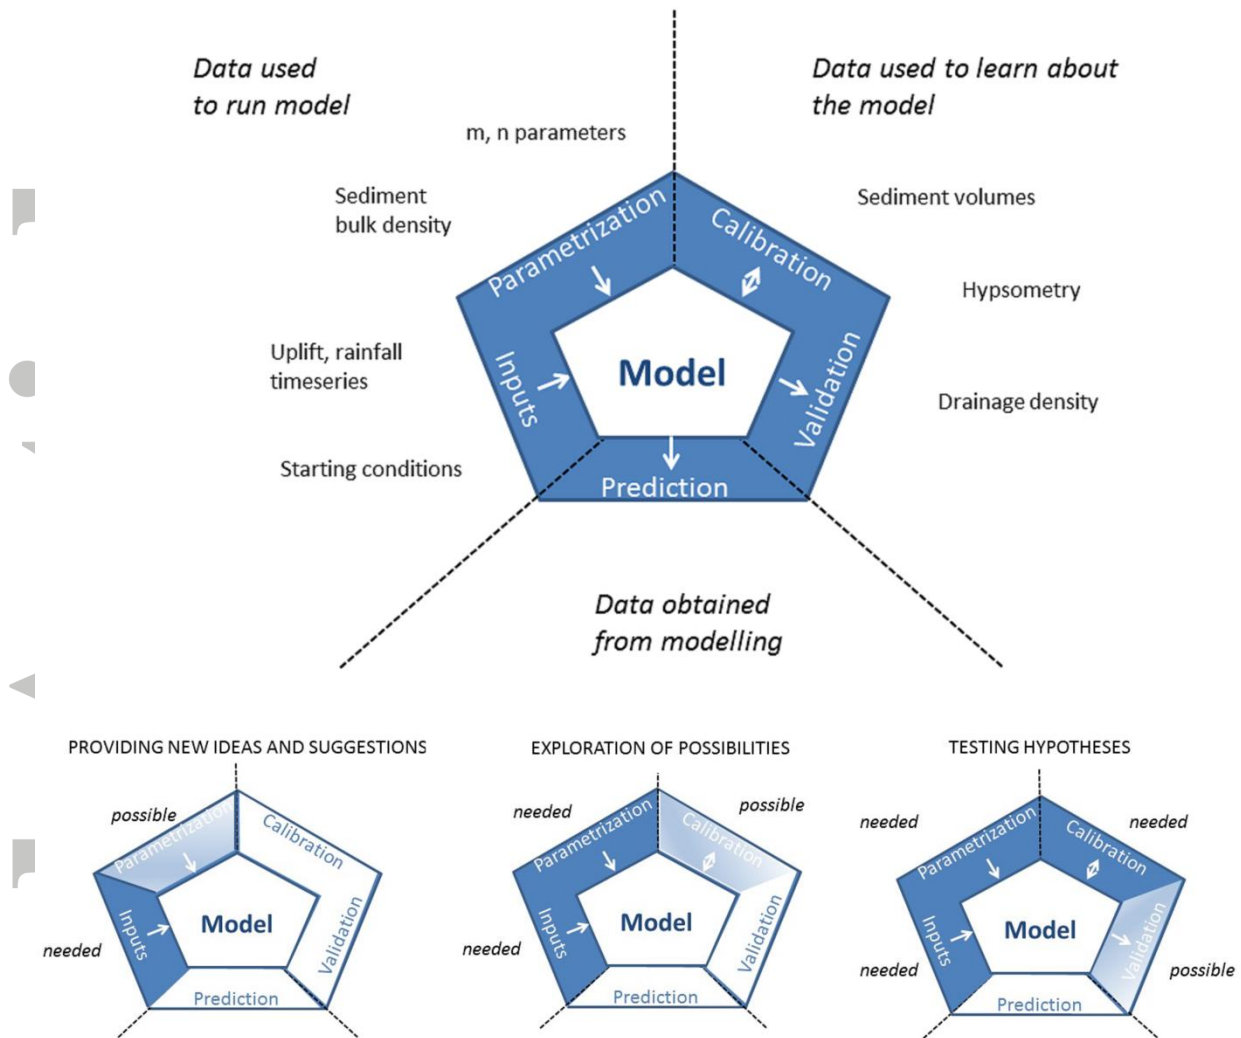 Data used
to run model
Data used to learn about
the model
m, n parameters
Sediment
bulk density
Sediment volumes
Parametrization
Calibration
Hypsometry
Uplift, rainfall
timeseries
Inputs
Model
Validation
Drainage density
Starting conditions
Prediction
Data obtained
from modelling
PROVIDING NEW IDEAS AND SUGGESTIONS
possible
Parametrization
Calibration
Inputs
Model
Validation
needed
Prediction
EXPLORATION OF POSSIBILITIES
needed
possible
Parametrization
Calibration
Inputs
Model
Validation
needed
Prediction
TESTING HYPOTHESES
needed
needed
Parametrization
Calibration
Inputs
Model
Validation
needed
possible
Prediction